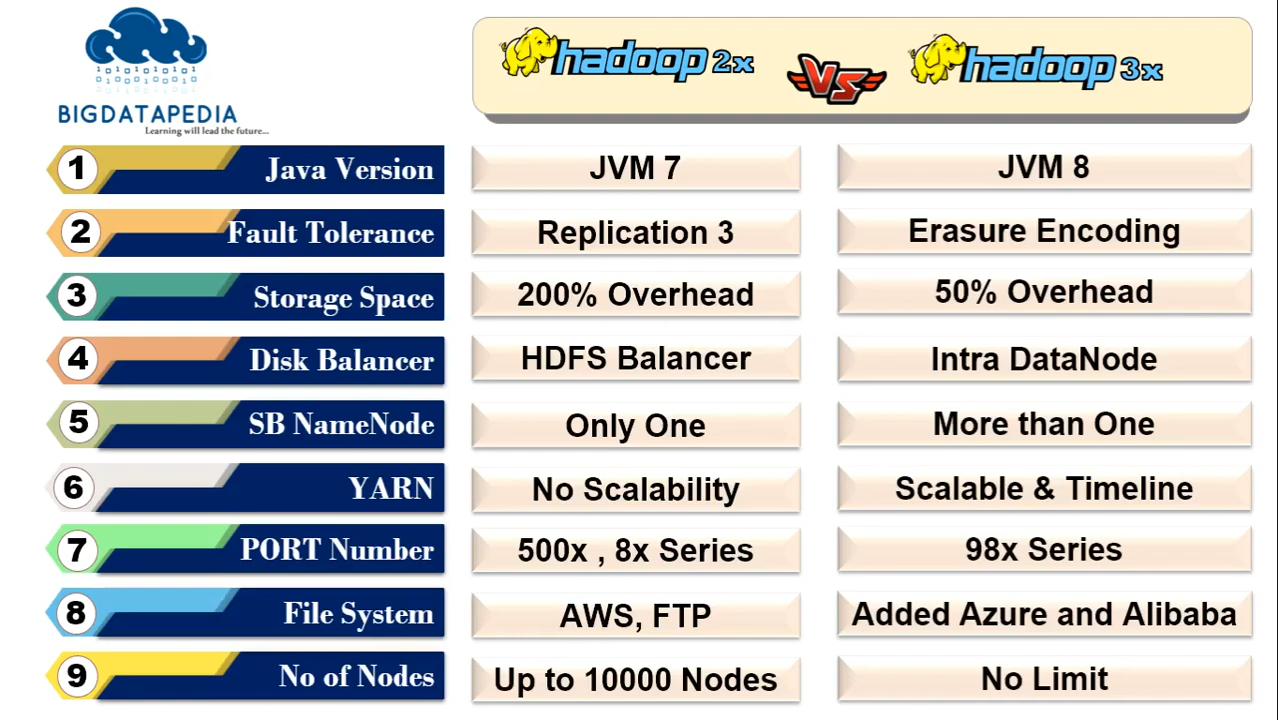 BIGDATAPEDIA
Learning will lead the future...
hadoop 2x VS hadoop 3x
1 Java Version JVM 7 JVM 8
2 Fault Tolerance Replication 3 Erasure Encoding
3 Storage Space 200% Overhead 50% Overhead
4 Disk Balancer HDFS Balancer Intra DataNode
5 SB NameNode Only One More than One
6 YARN No Scalability Scalable & Timeline
7 PORT Number 500x , 8x Series 98x Series
8 File System AWS, FTP Added Azure and Alibaba
9 No of Nodes Up to 10000 Nodes No Limit